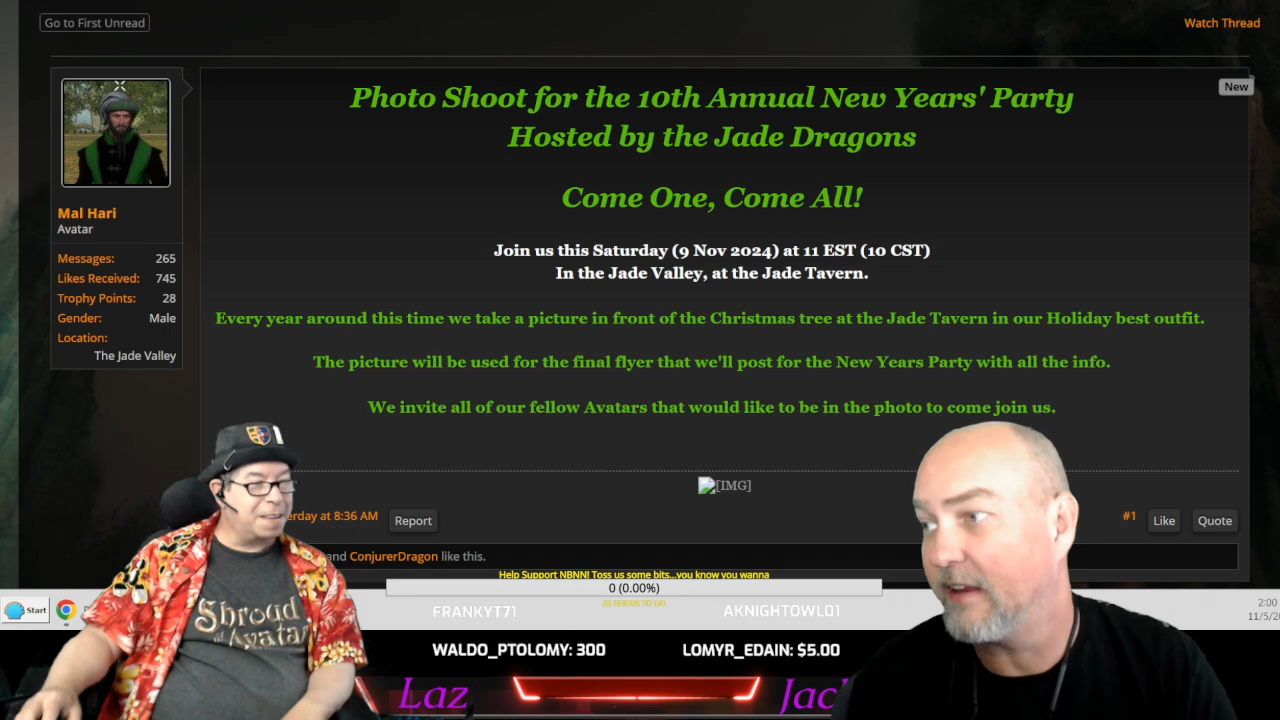 Go to First Unread
Watch Thread
New
Photo Shoot for the 10th Annual New Years' Party
Hosted by the Jade Dragons
Come One, Come All!
Mal Hari
Avatar
Messages: 265
Likes Received: 745
Trophy Points: 28
Gender: Male
Location:
The Jade Valley
Join us this Saturday (9 Nov 2024) at 11 EST (10 CST)
In the Jade Valley, at the Jade Tavern.
Every year around this time we take a picture in front of the Christmas tree at the Jade Tavern in our Holiday best outfit.
The picture will be used for the final flyer that we'll post for the New Years Party with all the info.
We invite all of our fellow Avatars that would like to be in the photo to come join us.
[IMG]
at 8:36 AM
Report
#1
Like
Quote
and ConjurerDragon like this.
Help Support NBNN! Toss us some bits...you know you wanna
0 (0.00%)
22 HOURS TO GO
Start
FRANKYT71
AKNIGHTOWL01
2:00
Shroud
of the
Avatar
WALDO_PTOLOMY: 300
LOMYR_EDAIN: $5.00
Laz